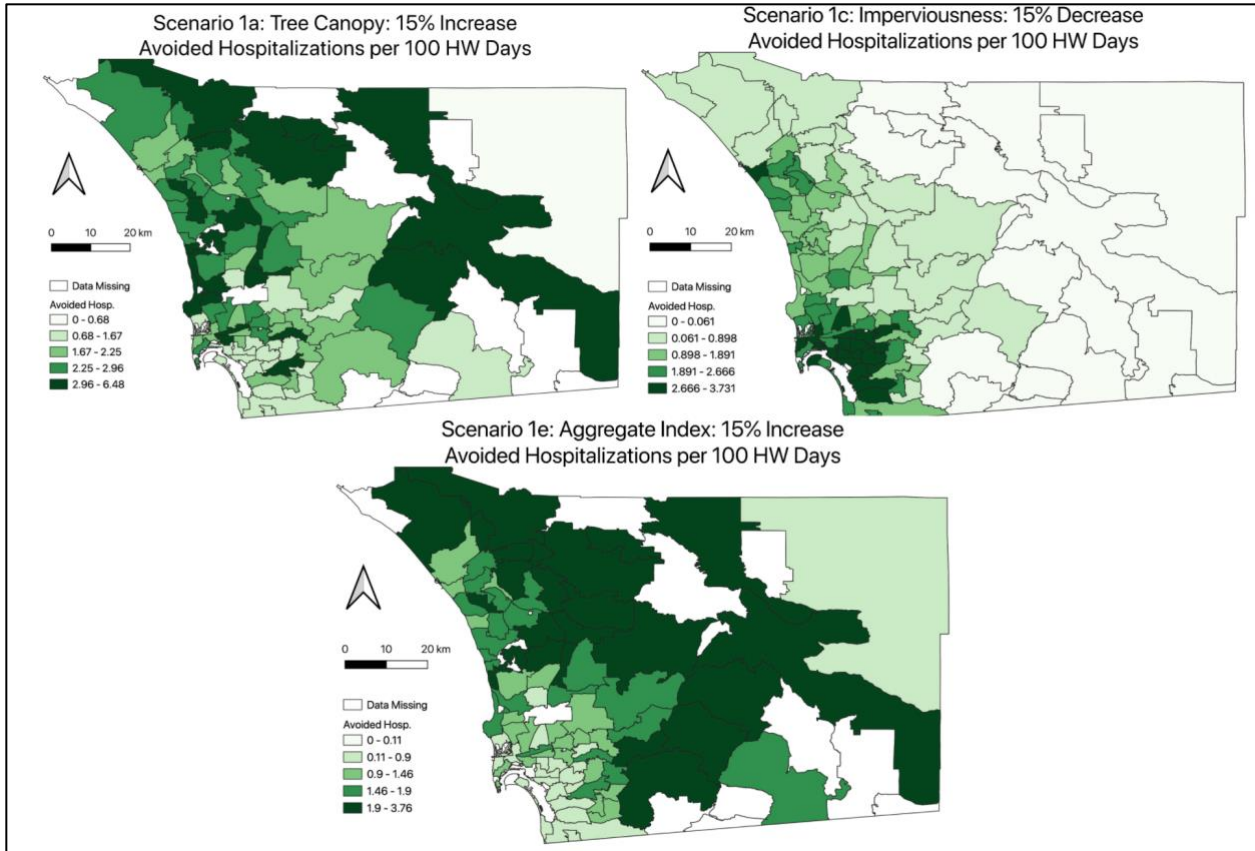 Scenario 1a: Tree Canopy: 15% Increase
Avoided Hospitalizations per 100 HW Days
0 10 20 km
Data Missing
Avoided Hosp.
0 - 0.68
0.68 - 1.67
1.67 - 2.25
2.25 - 2.96
2.96 - 6.48
Scenario 1c: Imperviousness: 15% Decrease
Avoided Hospitalizations per 100 HW Days
0 10 20 km
Data Missing
Avoided Hosp.
0 - 0.061
0.061 - 0.898
0.898 - 1.891
1.891 - 2.666
2.666 - 3.731
Scenario 1e: Aggregate Index: 15% Increase
Avoided Hospitalizations per 100 HW Days
0 10 20 km
Data Missing
Avoided Hosp.
0 - 0.11
0.11 - 0.9
0.9 - 1.46
1.46 - 1.9
1.9 - 3.76